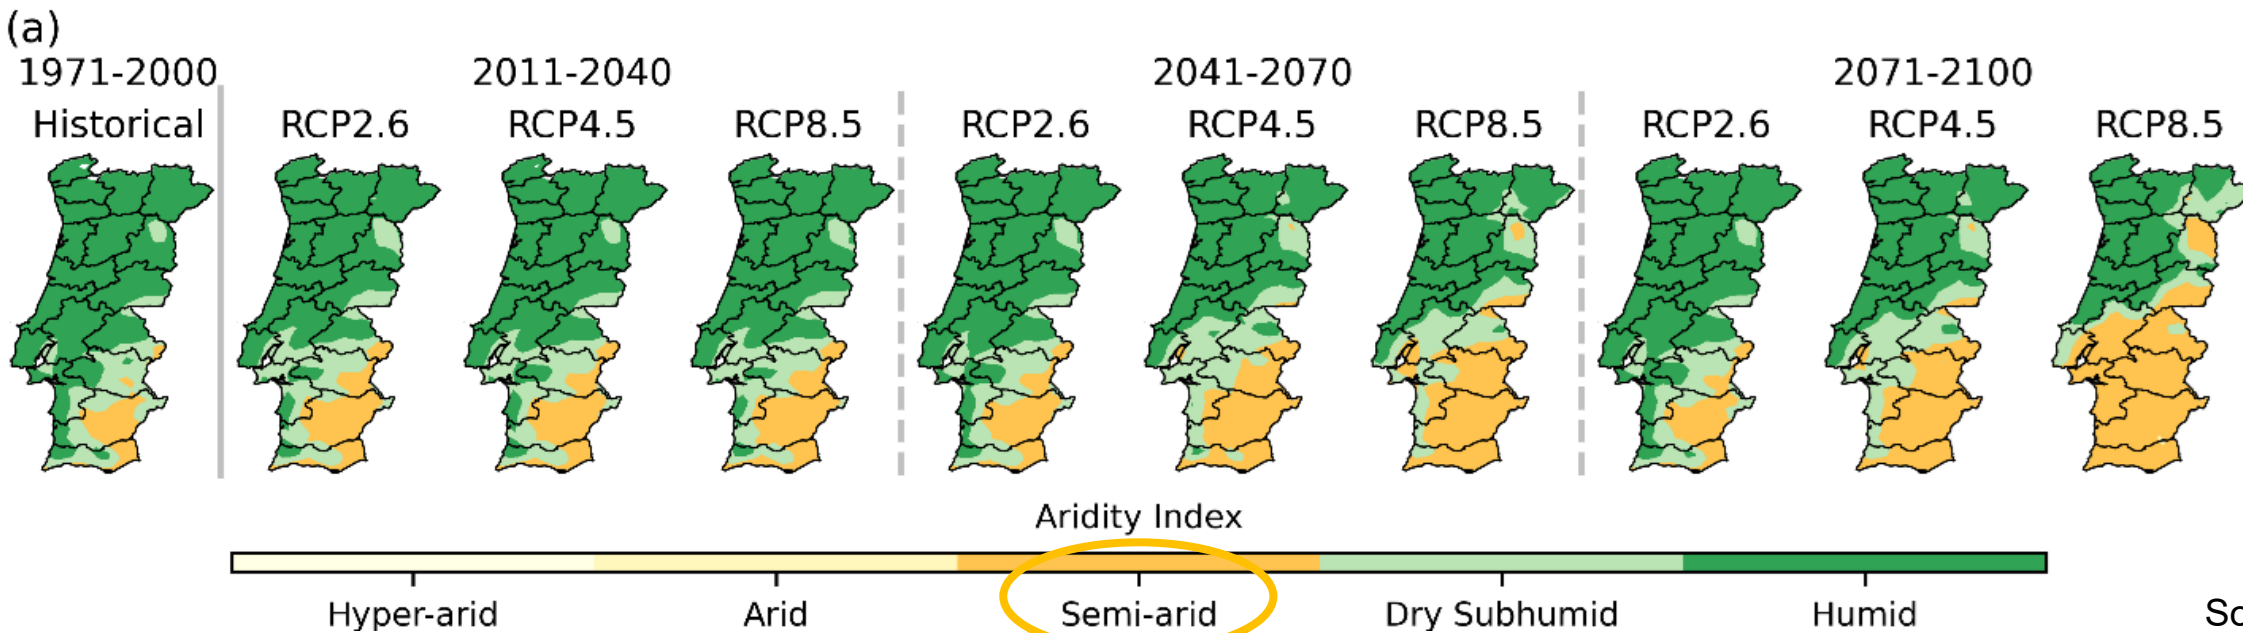 (a)
1971-2000 2011-2040 2041-2070 2071-2100
Historical RCP2.6 RCP4.5 RCP8.5 RCP2.6 RCP4.5 RCP8.5 RCP2.6 RCP4.5 RCP8.5
Aridity Index
Hyper-arid Arid Semi-arid Dry Subhumid Humid